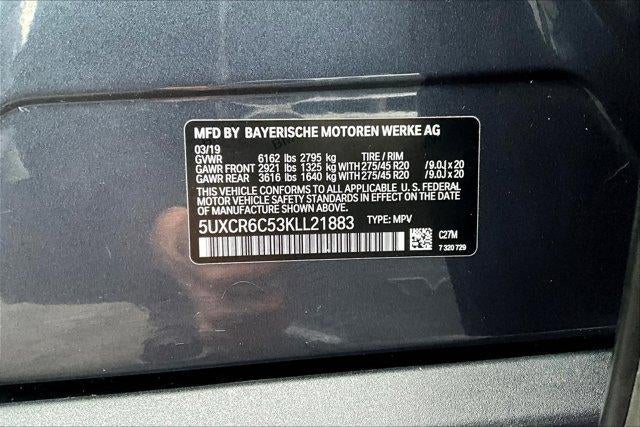 MFD BY BAYERISCHE MOTOREN WERKE AG
03/19
GVWR 6162 lbs 2795 kg TIRE / RIM
GAWR FRONT 2921 lbs 1325 kg WITH 275/45 R20 /9.0J x 20
GAWR REAR 3616 lbs 1640 kg WITH 275/45 R20 /9.0J x 20
THIS VEHICLE CONFORMS TO ALL APPLICABLE U.S. FEDERAL
MOTOR VEHICLE SAFETY STANDARDS IN EFFECT ON THE DATE
OF MANUFACTURE SHOWN ABOVE.
5UXCR6C53KLL21883 TYPE: MPV
C27M
7 320 729